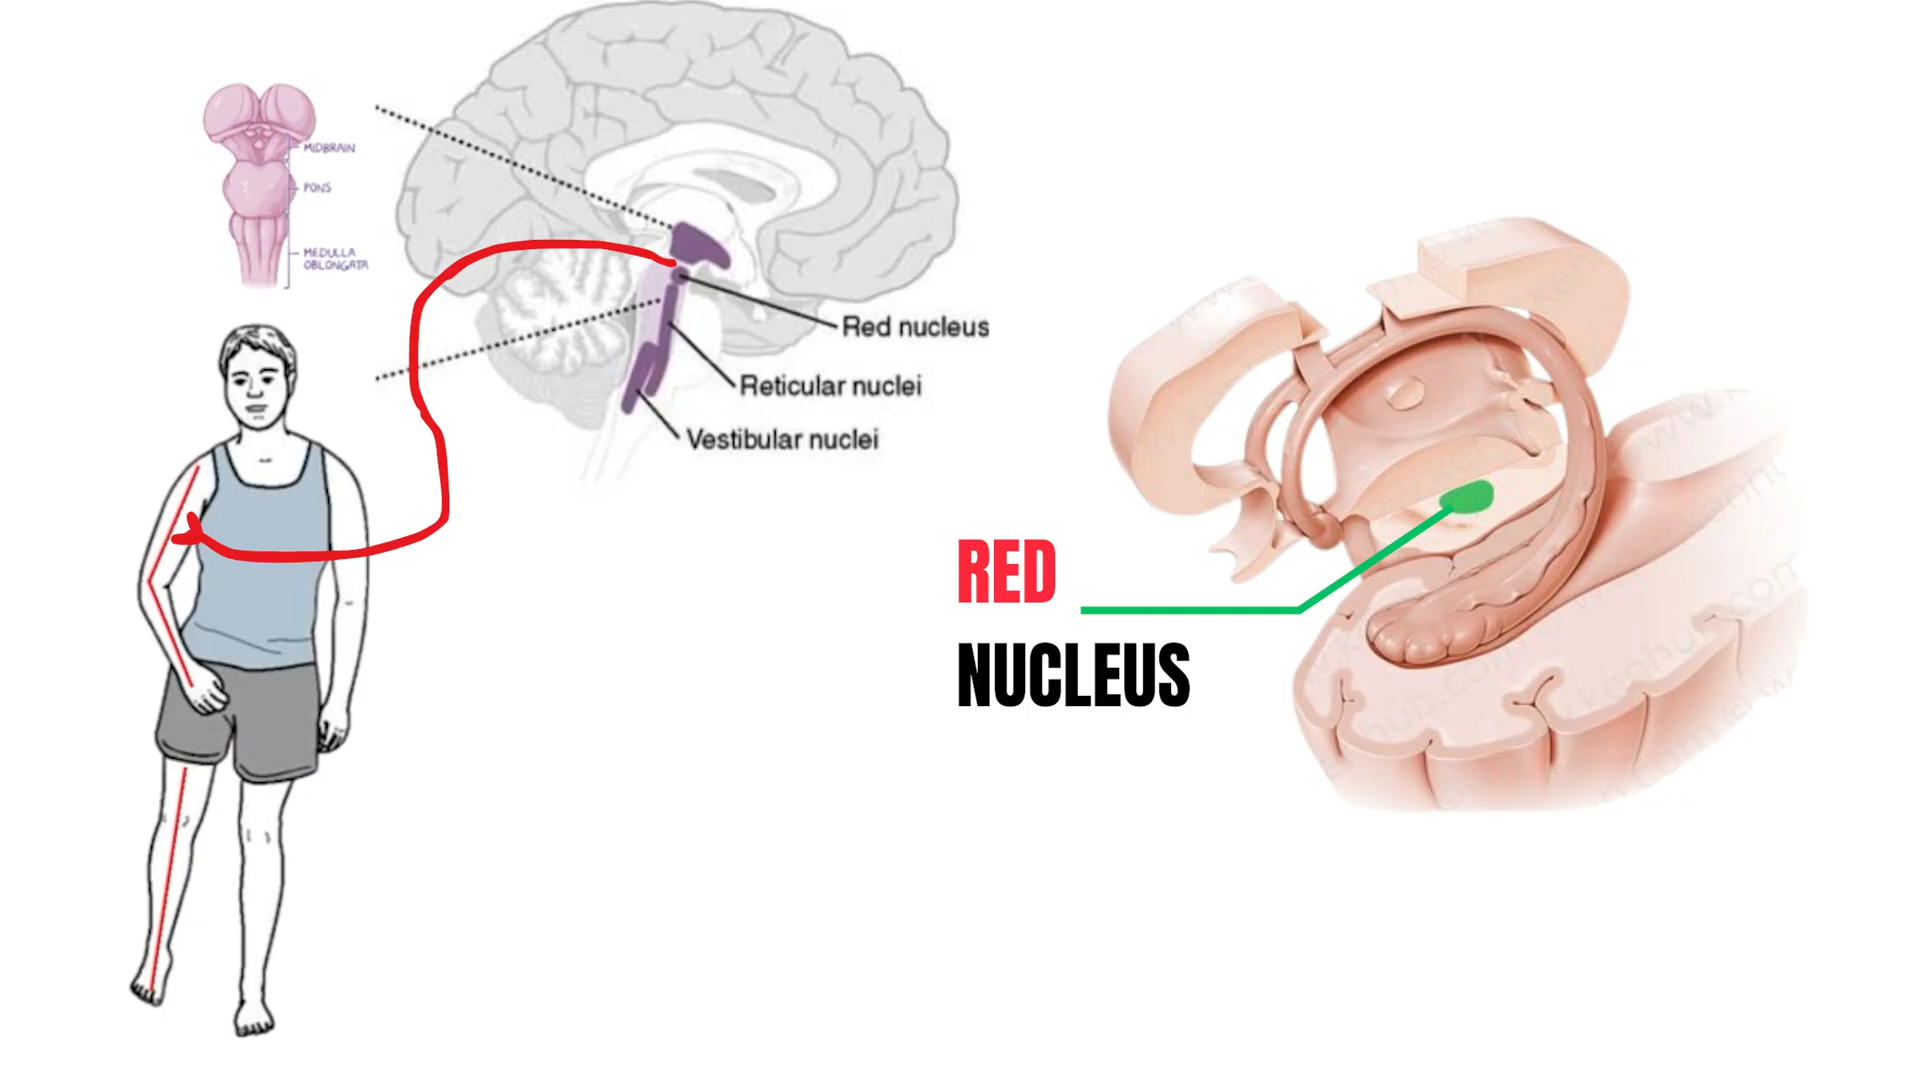 MIDBRAIN
PONS
MEDULLA
OBLONGATA
Red nucleus
Reticular nuclei
Vestibular nuclei
RED
NUCLEUS